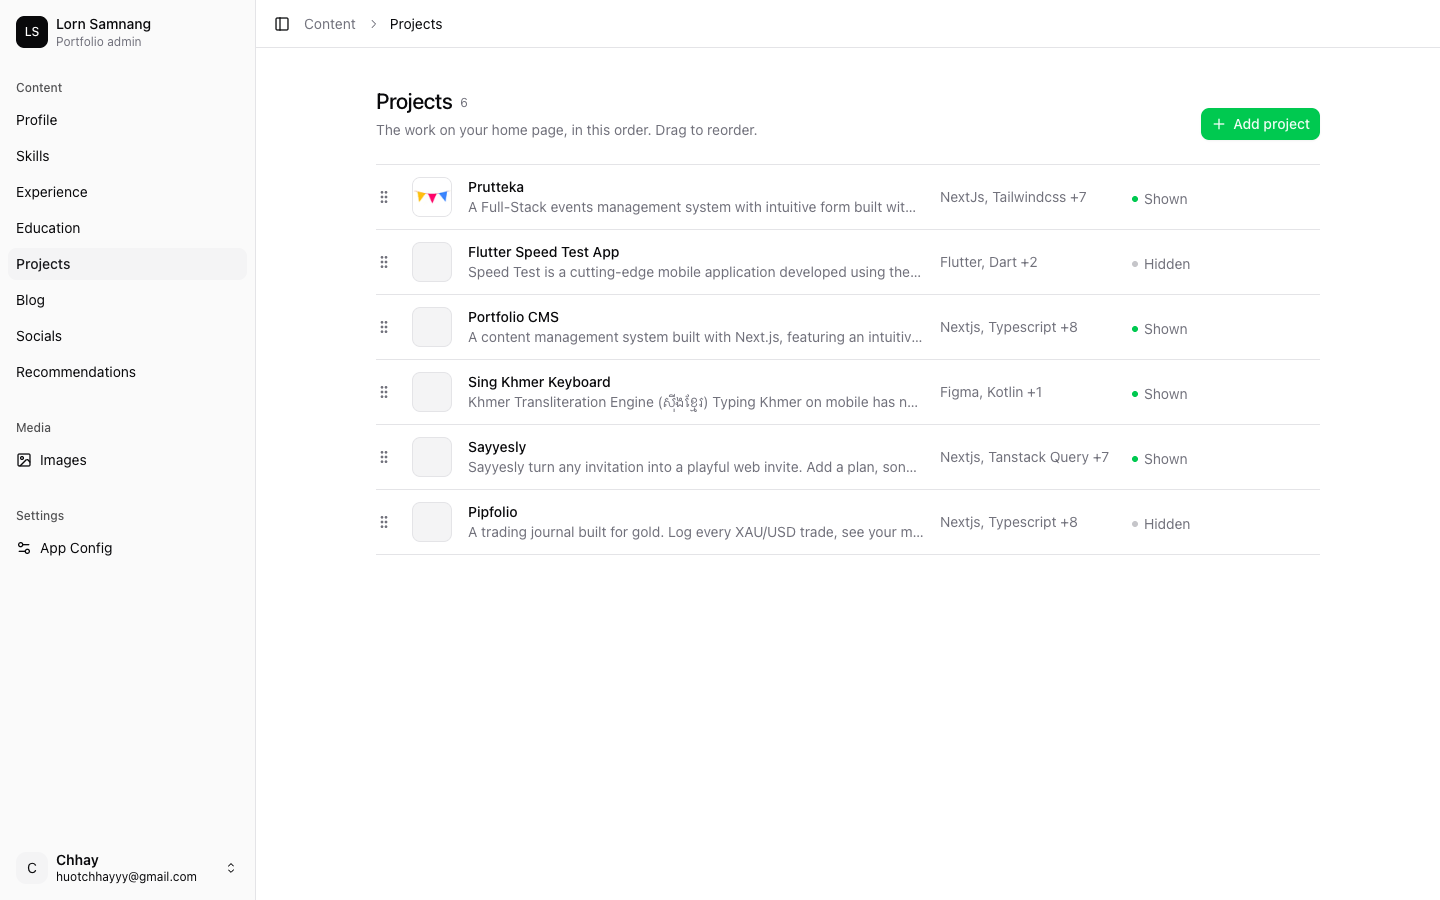 LS
Lorn Samnang
Portfolio admin
Content
Profile
Skills
Experience
Education
Projects
Blog
Socials
Recommendations
Media
Images
Settings
App Config
C
Chhay
huotchhayyy@gmail.com
Content > Projects
Projects 6
The work on your home page, in this order. Drag to reorder.
+ Add project
Prutteka
A Full-Stack events management system with intuitive form built wit...
NextJs, Tailwindcss +7
Shown
Flutter Speed Test App
Speed Test is a cutting-edge mobile application developed using the...
Flutter, Dart +2
Hidden
Portfolio CMS
A content management system built with Next.js, featuring an intuitiv...
Nextjs, Typescript +8
Shown
Sing Khmer Keyboard
Khmer Transliteration Engine (ស៊ីងខ្មែរ) Typing Khmer on mobile has n...
Figma, Kotlin +1
Shown
Sayyesly
Sayyesly turn any invitation into a playful web invite. Add a plan, son...
Nextjs, Tanstack Query +7
Shown
Pipfolio
A trading journal built for gold. Log every XAU/USD trade, see your m...
Nextjs, Typescript +8
Hidden